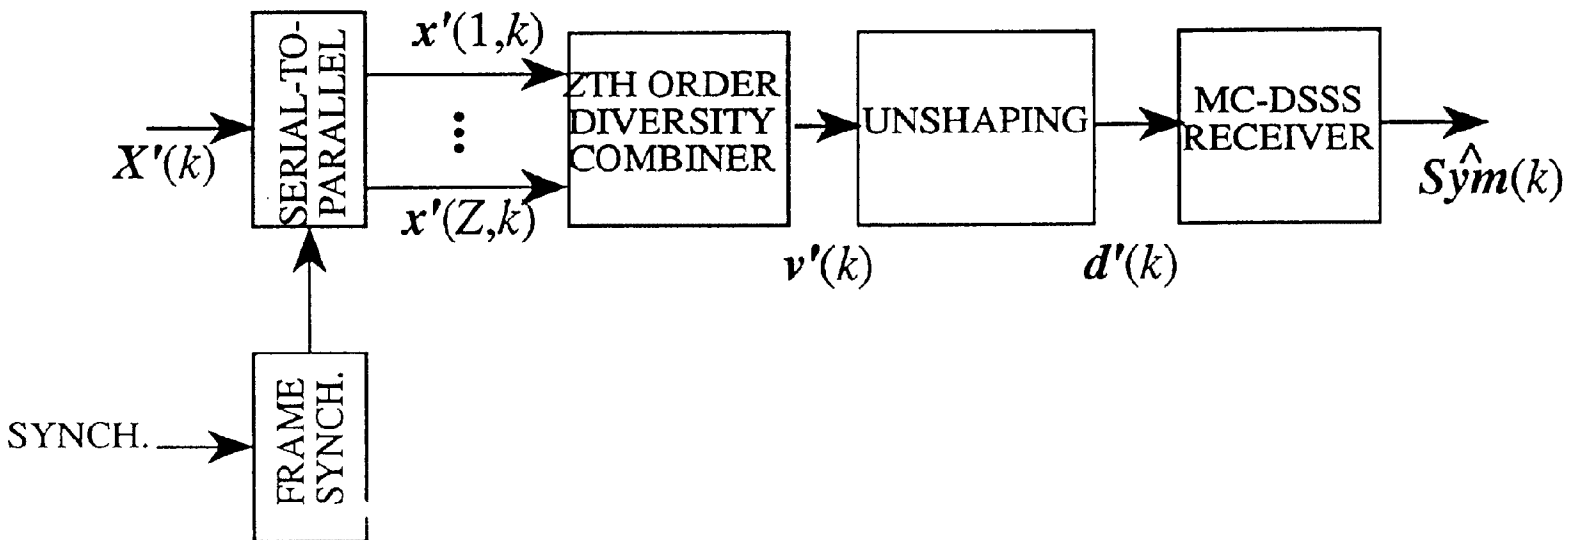 X'(k)
SERIAL-TO-
PARALLEL
x'(1,k)
x'(Z,k)
ZTH ORDER
DIVERSITY
COMBINER
v'(k)
UNSHAPING
d'(k)
MC-DSSS
RECEIVER
Sŷm(k)
SYNCH.
FRAME
SYNCH.